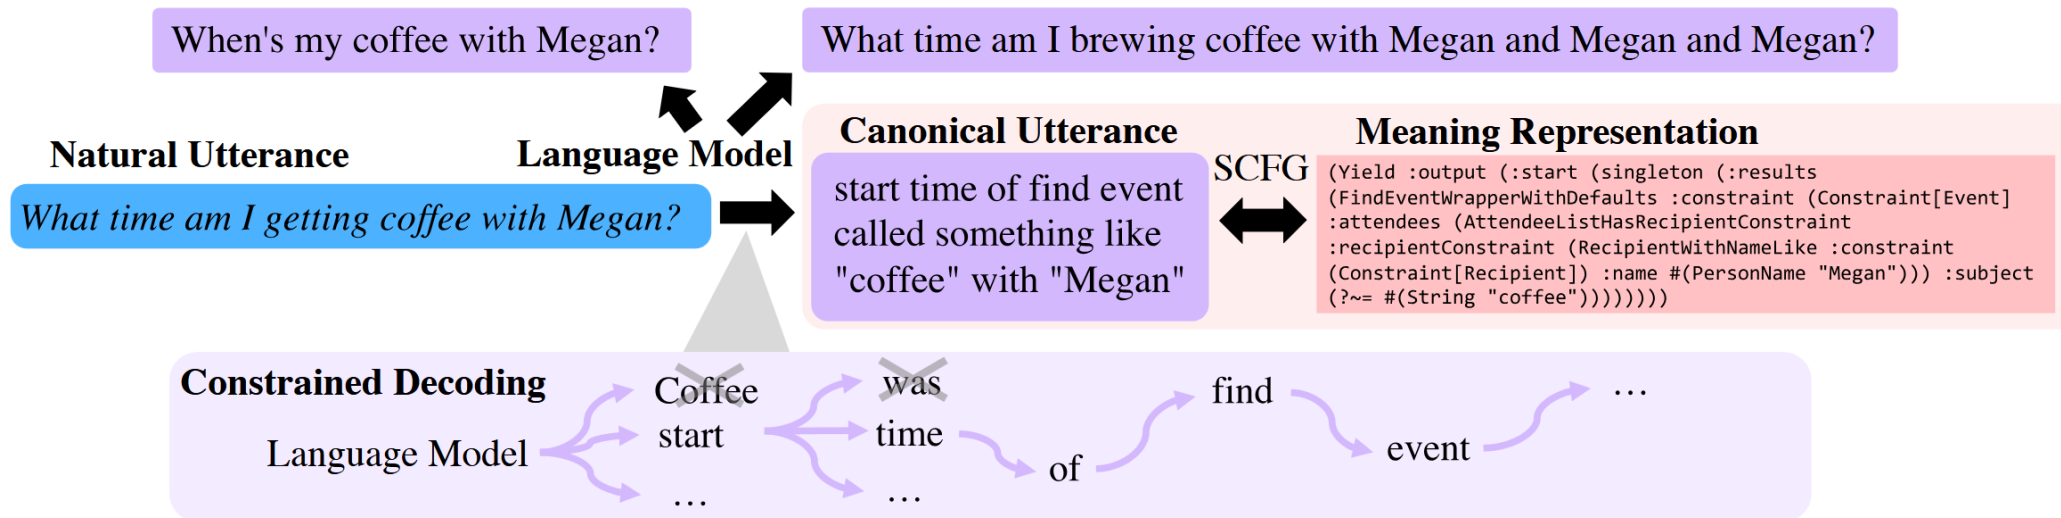 When's my coffee with Megan?
What time am I brewing coffee with Megan and Megan and Megan?
Natural Utterance
Language Model
Canonical Utterance
Meaning Representation
What time am I getting coffee with Megan?
start time of find event
called something like
"coffee" with "Megan"
SCFG
(Yield :output (:start (singleton (:results
(FindEventWrapperWithDefaults :constraint (Constraint[Event]
:attendees (AttendeeListHasRecipientConstraint
:recipientConstraint (RecipientWithNameLike :constraint
(Constraint[Recipient]) :name #(PersonName "Megan"))) :subject
(?~= #(String "coffee"))))))))
Constrained Decoding
Language Model
Coffee
start
…
was
time
…
of
find
event
…